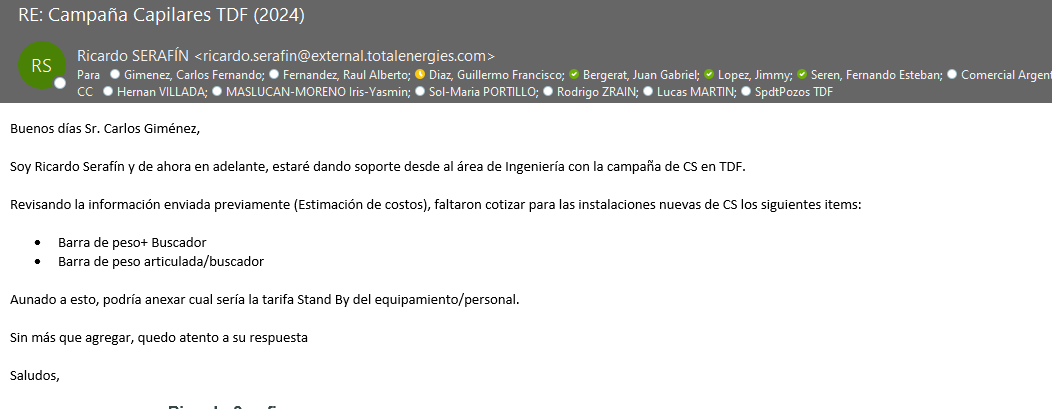 RE: Campaña Capilares TDF (2024)
RS
Ricardo SERAFÍN <ricardo.serafin@external.totalenergies.com>
Para Gimenez, Carlos Fernando; Fernandez, Raul Alberto; Diaz, Guillermo Francisco; Bergerat, Juan Gabriel; Lopez, Jimmy; Seren, Fernando Esteban; Comercial Argent
CC Hernan VILLADA; MASLUCAN-MORENO Iris-Yasmin; Sol-Maria PORTILLO; Rodrigo ZRAIN; Lucas MARTIN; SpdtPozos TDF
Buenos días Sr. Carlos Giménez,
Soy Ricardo Serafín y de ahora en adelante, estaré dando soporte desde al área de Ingeniería con la campaña de CS en TDF.
Revisando la información enviada previamente (Estimación de costos), faltaron cotizar para las instalaciones nuevas de CS los siguientes items:
• Barra de peso+ Buscador
• Barra de peso articulada/buscador
Aunado a esto, podría anexar cual sería la tarifa Stand By del equipamiento/personal.
Sin más que agregar, quedo atento a su respuesta
Saludos,